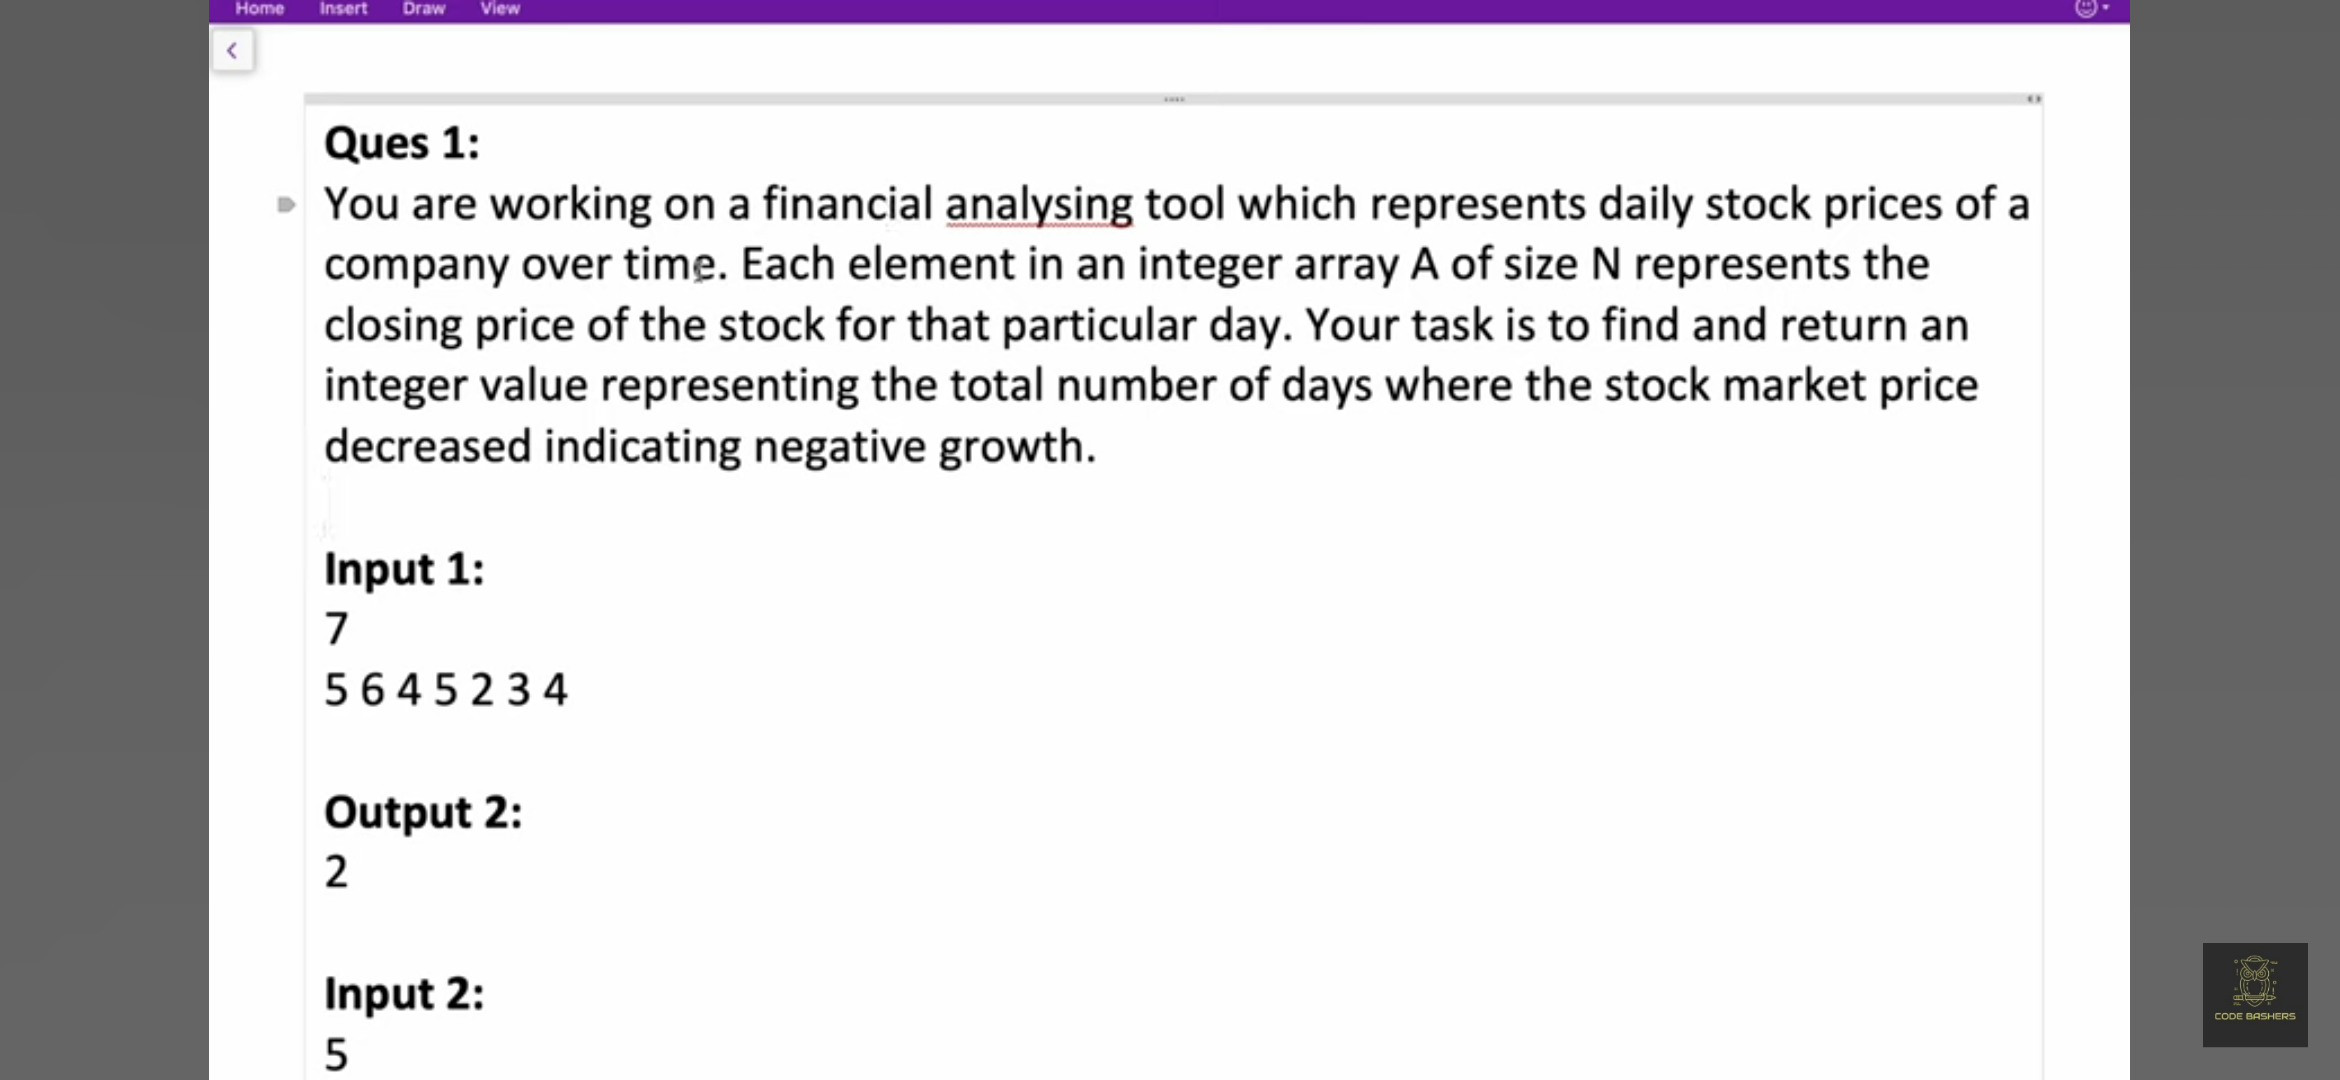 Home Insert Draw View
Ques 1:
You are working on a financial analysing tool which represents daily stock prices of a
company over time. Each element in an integer array A of size N represents the
closing price of the stock for that particular day. Your task is to find and return an
integer value representing the total number of days where the stock market price
decreased indicating negative growth.
Input 1:
7
5 6 4 5 2 3 4
Output 2:
2
Input 2:
5
CODE BASHERS